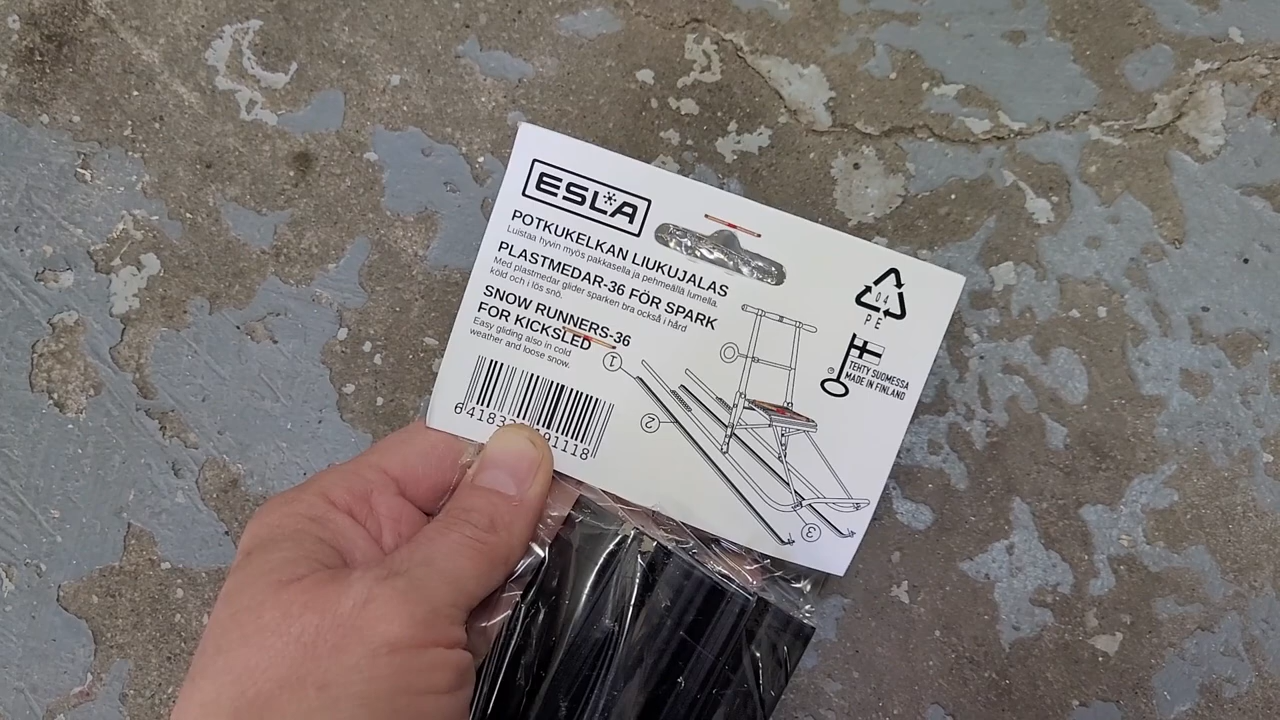 ESLA
POTKUKELKAN LIUKUJALAS
Luistaa hyvin myös pakkasella ja pehmeällä lumella.
PLASTMEDAR-36 FÖR SPARK
Med plastmedar glider sparken bra också i hård
köld och i lös snö.
SNOW RUNNERS-36
FOR KICKSLED
Easy gliding also in cold
weather and loose snow.
1
2
3
04
PE
TEHTY SUOMESSA
MADE IN FINLAND